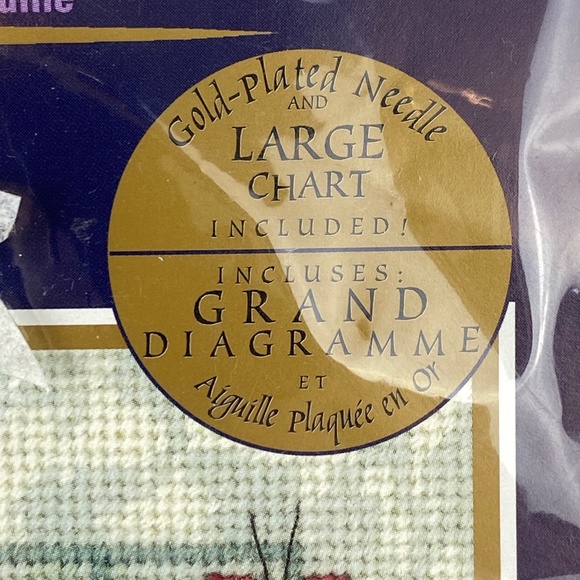 Gold-Plated Needle
AND
LARGE
CHART
INCLUDED!
INCLUSES:
GRAND
DIAGRAMME
ET
Aiguille Plaquée en Or